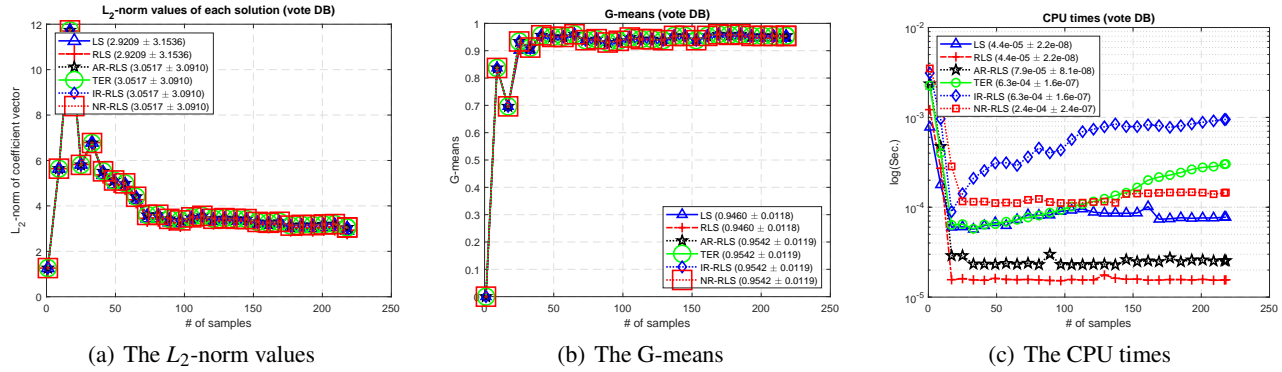 L2-norm values of each solution (vote DB)
12
10
8
6
4
2
0
LS (2.9209 ± 3.1536)
RLS (2.9209 ± 3.1536)
AR-RLS (3.0517 ± 3.0910)
TER (3.0517 ± 3.0910)
IR-RLS (3.0517 ± 3.0910)
NR-RLS (3.0517 ± 3.0910)
L2-norm of coefficient vector
0 50 100 150 200 250
# of samples
(a) The L2-norm values
G-means (vote DB)
1
0.9
0.8
0.7
0.6
0.5
0.4
0.3
0.2
0.1
0
G-means
LS (0.9460 ± 0.0118)
RLS (0.9460 ± 0.0118)
AR-RLS (0.9542 ± 0.0119)
TER (0.9542 ± 0.0119)
IR-RLS (0.9542 ± 0.0119)
NR-RLS (0.9542 ± 0.0119)
0 50 100 150 200 250
# of samples
(b) The G-means
CPU times (vote DB)
10-2
10-3
10-4
10-5
log(Sec.)
LS (4.4e-05 ± 2.2e-08)
RLS (4.4e-05 ± 2.2e-08)
AR-RLS (7.9e-05 ± 8.1e-08)
TER (6.3e-04 ± 1.6e-07)
IR-RLS (6.3e-04 ± 1.6e-07)
NR-RLS (2.4e-04 ± 2.4e-07)
0 50 100 150 200 250
# of samples
(c) The CPU times